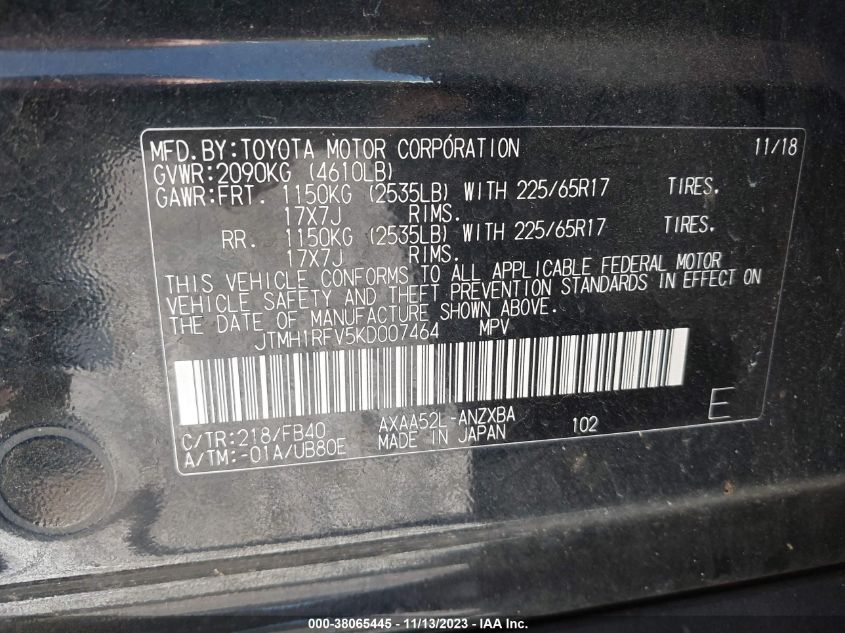 MFD.BY:TOYOTA MOTOR CORPORATION 11/18
GVWR:2090KG (4610LB)
GAWR:FRT. 1150KG (2535LB) WITH 225/65R17 TIRES.
17X7J RIMS.
RR. 1150KG (2535LB) WITH 225/65R17 TIRES.
17X7J RIMS.
THIS VEHICLE CONFORMS TO ALL APPLICABLE FEDERAL MOTOR
VEHICLE SAFETY AND THEFT PREVENTION STANDARDS IN EFFECT ON
THE DATE OF MANUFACTURE SHOWN ABOVE.
JTMH1RFV5KD007464 MPV
C/TR:218/FB40 AXAA52L-ANZXBA
A/TM:-01A/UB80E MADE IN JAPAN 102 E
000-38065445 - 11/13/2023 - IAA Inc.